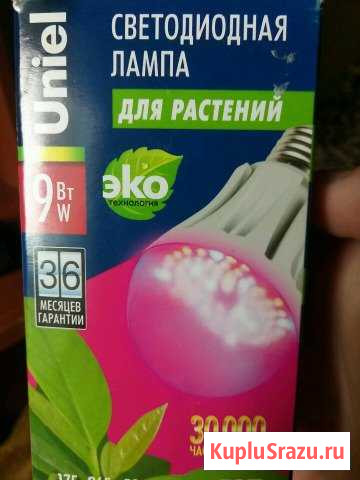 Uniel
СВЕТОДИОДНАЯ
ЛАМПА
ДЛЯ РАСТЕНИЙ
9 Вт
W
эко
технология
36
МЕСЯЦЕВ
ГАРАНТИИ
30 000
KupluSrazu.ru